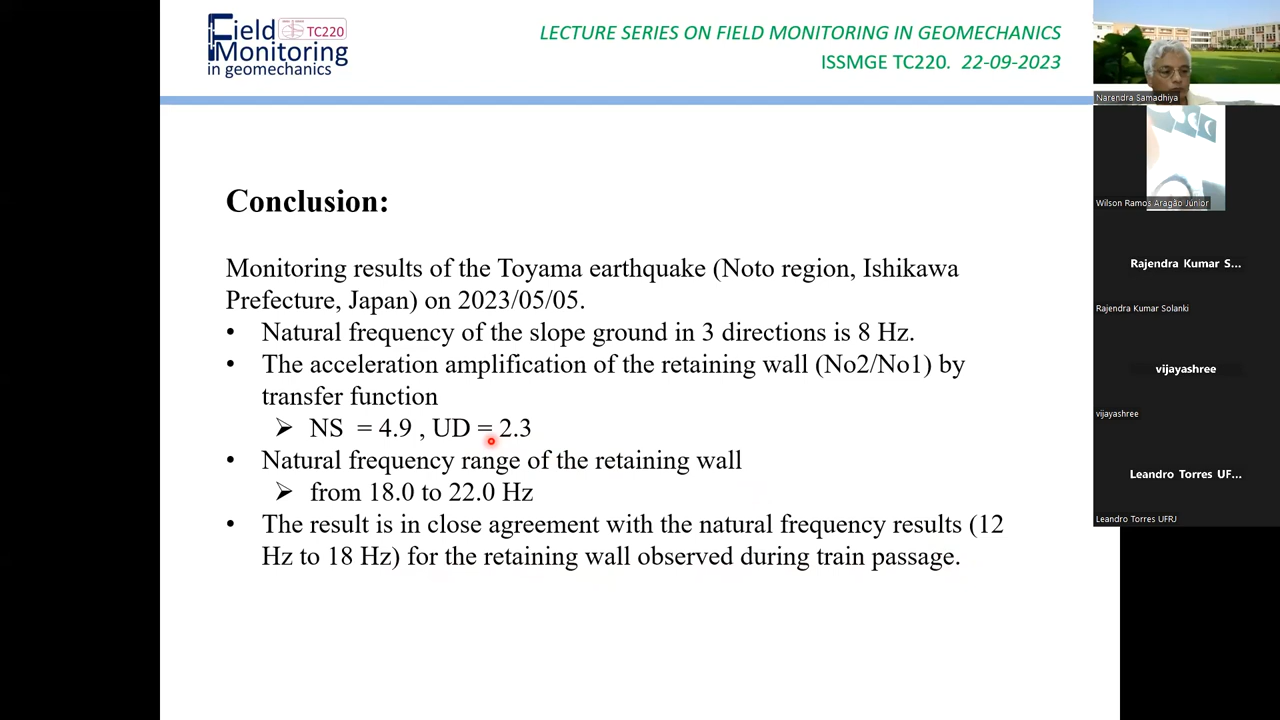 Field
TC220
Monitoring
in geomechanics
LECTURE SERIES ON FIELD MONITORING IN GEOMECHANICS
ISSMGE TC220. 22-09-2023
Conclusion:
Monitoring results of the Toyama earthquake (Noto region, Ishikawa
Prefecture, Japan) on 2023/05/05.
• Natural frequency of the slope ground in 3 directions is 8 Hz.
• The acceleration amplification of the retaining wall (No2/No1) by
transfer function
➢ NS = 4.9 , UD = 2.3
• Natural frequency range of the retaining wall
➢ from 18.0 to 22.0 Hz
• The result is in close agreement with the natural frequency results (12
Hz to 18 Hz) for the retaining wall observed during train passage.
Narendra Samadhiya
Wilson Ramos Aragão Júnior
Rajendra Kumar S...
Rajendra Kumar Solanki
vijayashree
vijayashree
Leandro Torres UF...
Leandro Torres UFRJ